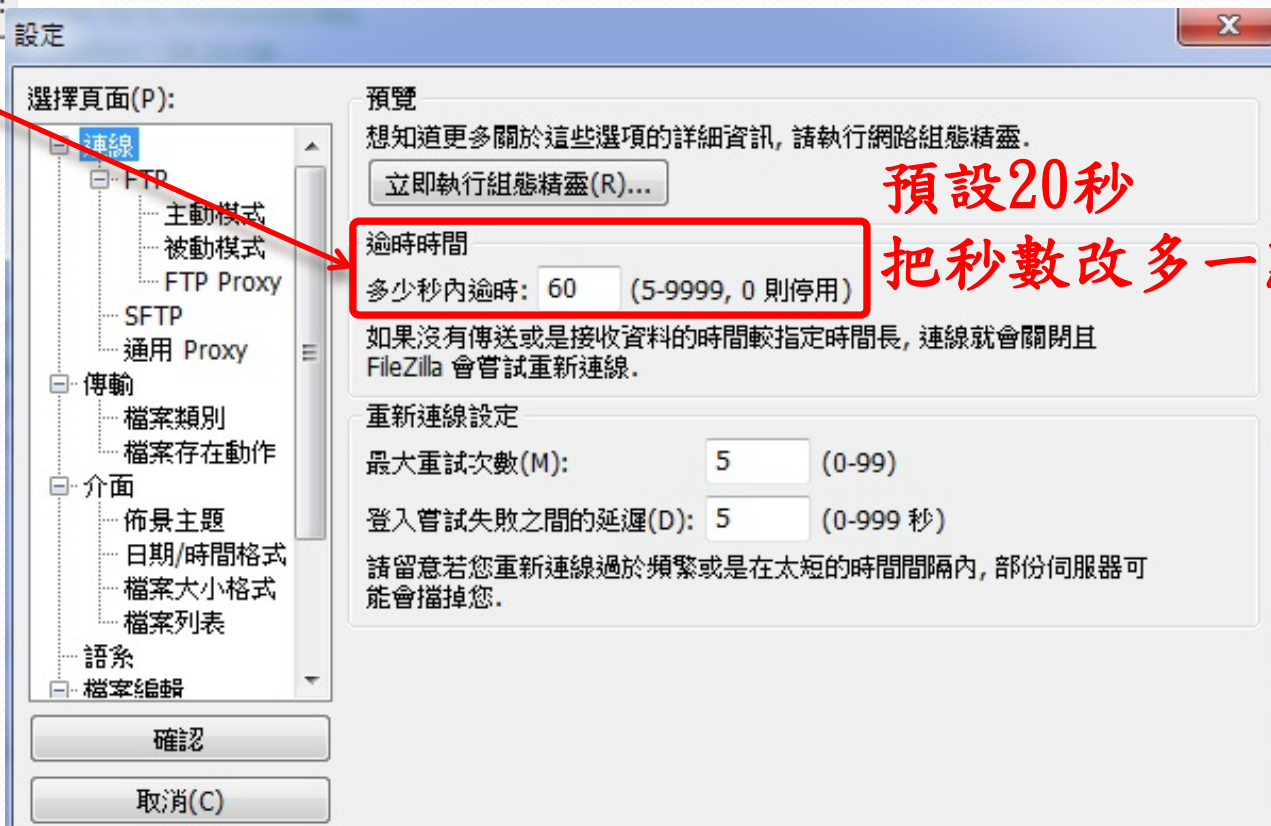 設定
選擇頁面(P):
連線
FTP
主動模式
被動模式
FTP Proxy
SFTP
通用 Proxy
傳輸
檔案類別
檔案存在動作
介面
佈景主題
日期/時間格式
檔案大小格式
檔案列表
語系
檔案編輯
確認
取消(C)
預覽
想知道更多關於這些選項的詳細資訊, 請執行網路組態精靈.
立即執行組態精靈(R)...
預設20秒
把秒數改多一
逾時時間
多少秒內逾時: 60 (5-9999, 0 則停用)
如果沒有傳送或是接收資料的時間較指定時間長, 連線就會關閉且
FileZilla 會嘗試重新連線.
重新連線設定
最大重試次數(M): 5 (0-99)
登入嘗試失敗之間的延遲(D): 5 (0-999 秒)
請留意若您重新連線過於頻繁或是在太短的時間間隔內, 部份伺服器可
能會擋掉您.